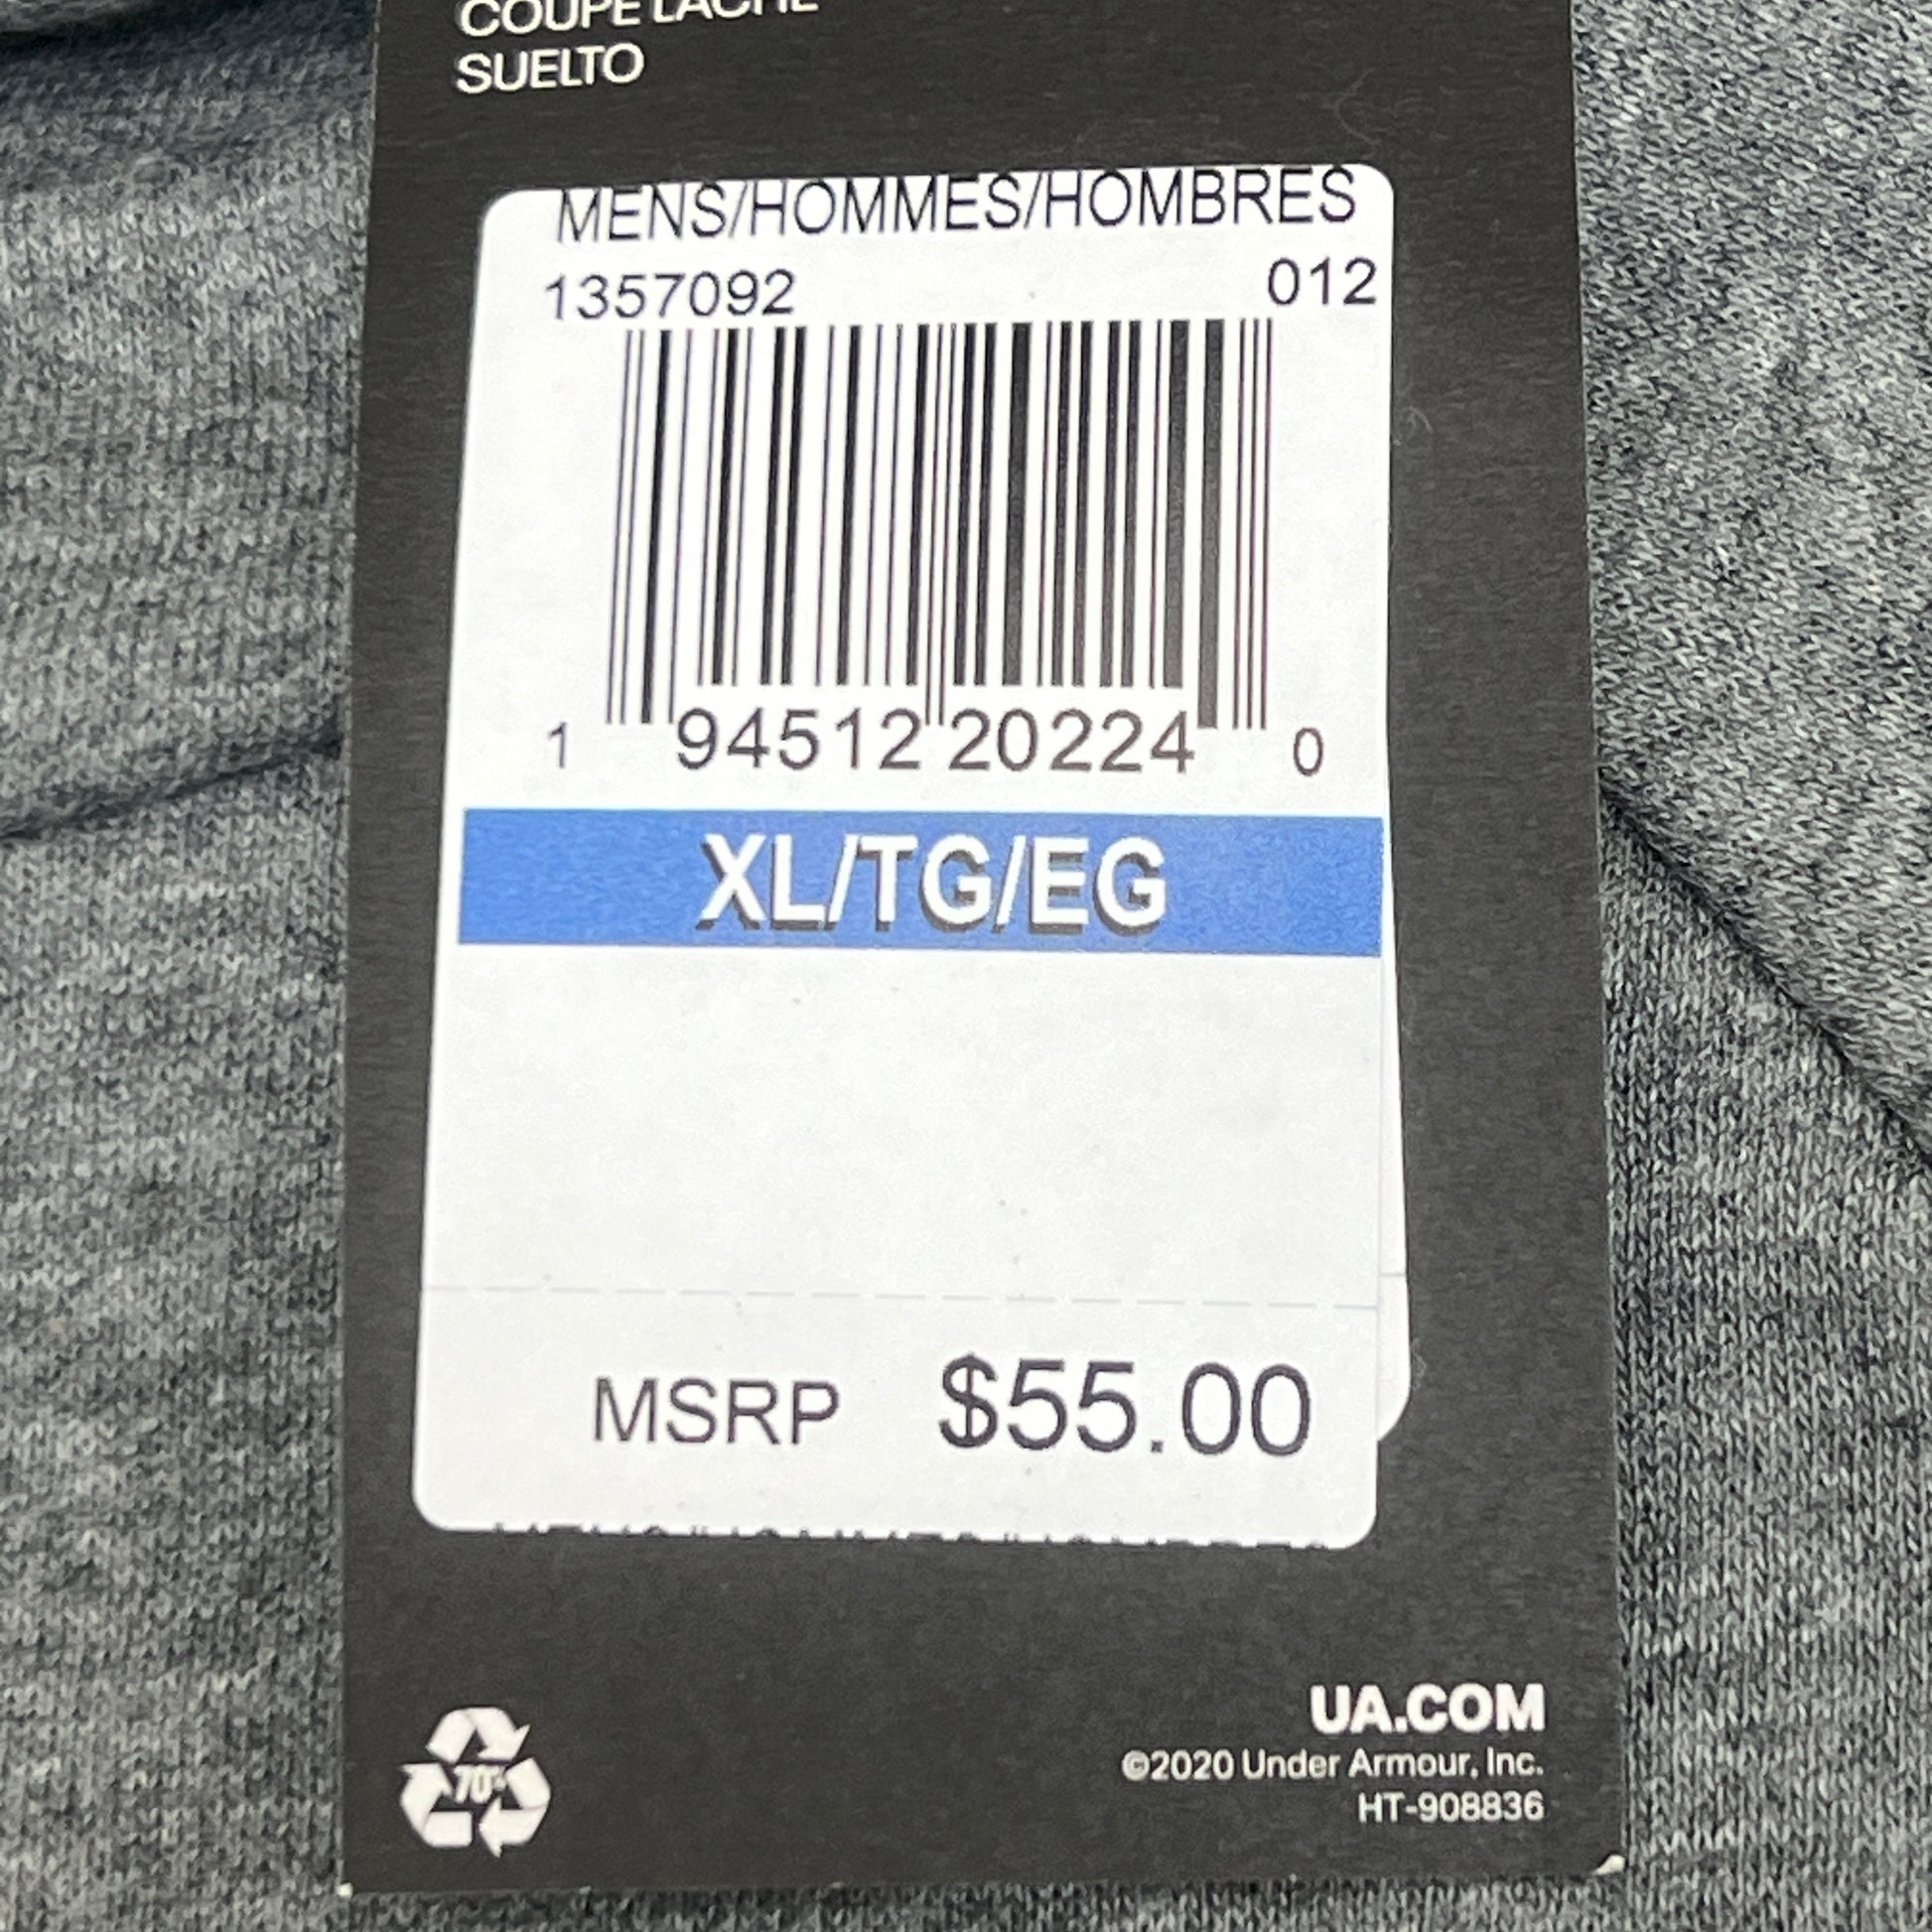 COUPE LÂCHE
SUELTO
MENS/HOMMES/HOMBRES
1357092 012
1 94512 20224 0
XL/TG/EG
MSRP $55.00
70%
UA.COM
©2020 Under Armour, Inc.
HT-908836